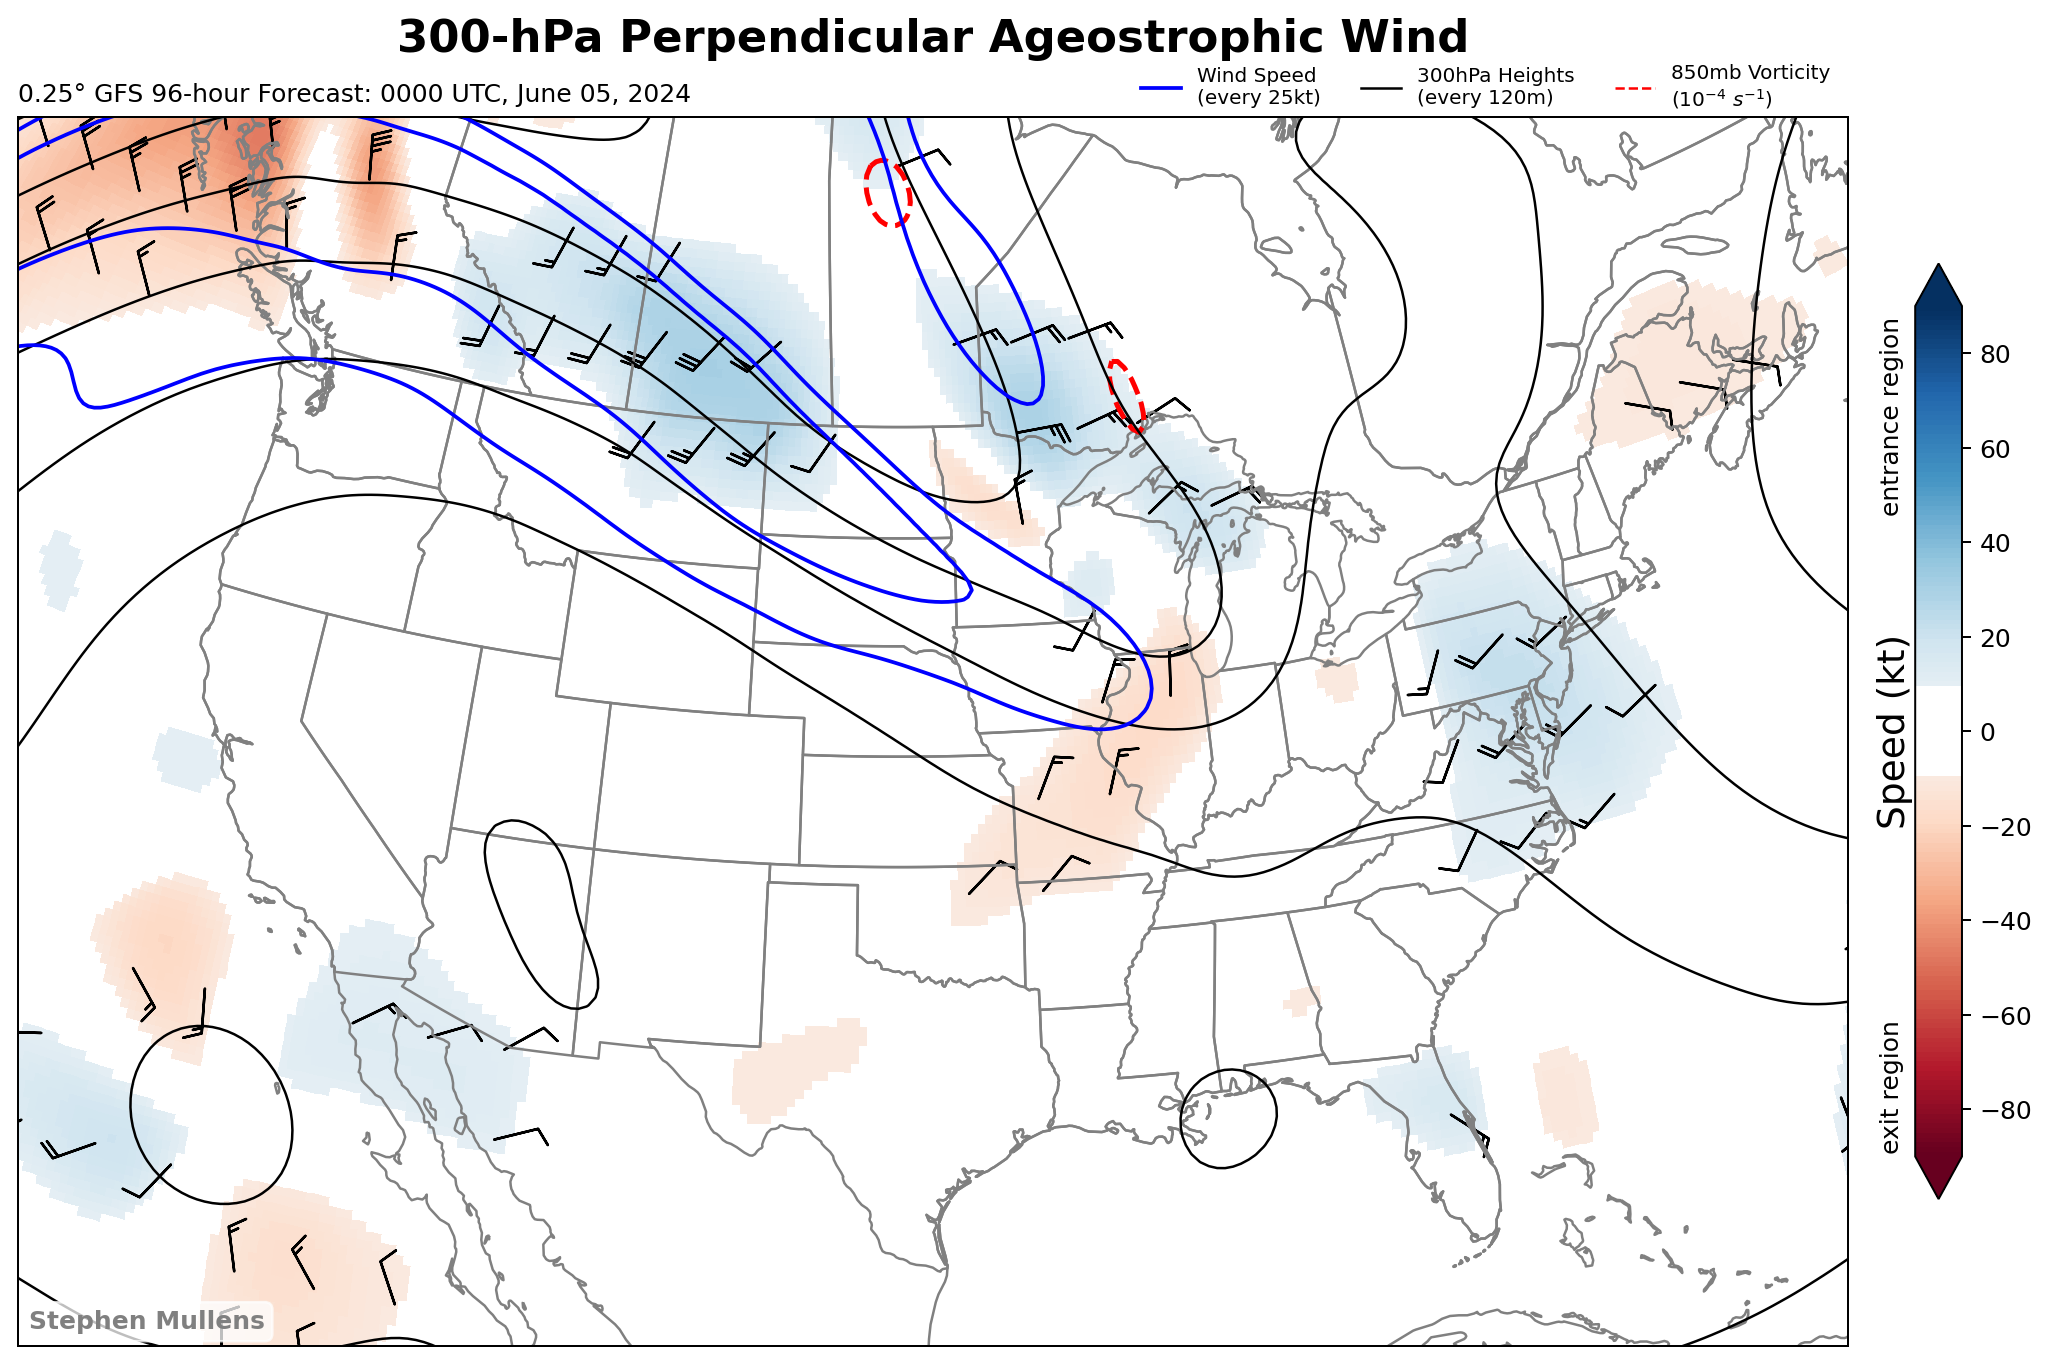 300-hPa Perpendicular Ageostrophic Wind
0.25° GFS 96-hour Forecast: 0000 UTC, June 05, 2024
Wind Speed
(every 25kt)
300hPa Heights
(every 120m)
850mb Vorticity
(10⁻⁴ s⁻¹)
entrance region
Speed (kt)
exit region
80
60
40
20
0
−20
−40
−60
−80
Stephen Mullens